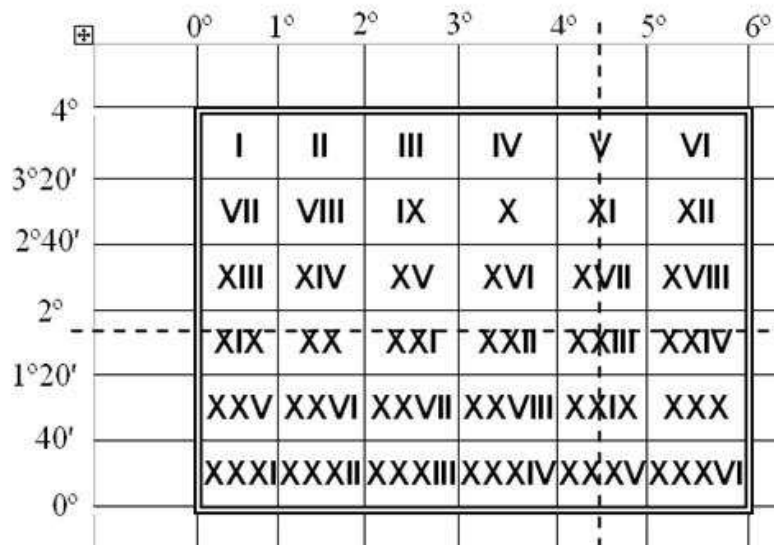 0° 1° 2° 3° 4° 5° 6°
4°
I II III IV V VI
3°20'
VII VIII IX X XI XII
2°40'
XIII XIV XV XVI XVII XVIII
2°
XIX XX XXI XXII XXIII XXIV
1°20'
XXV XXVI XXVII XXVIII XXIX XXX
40'
XXXI XXXII XXXIII XXXIV XXXV XXXVI
0°